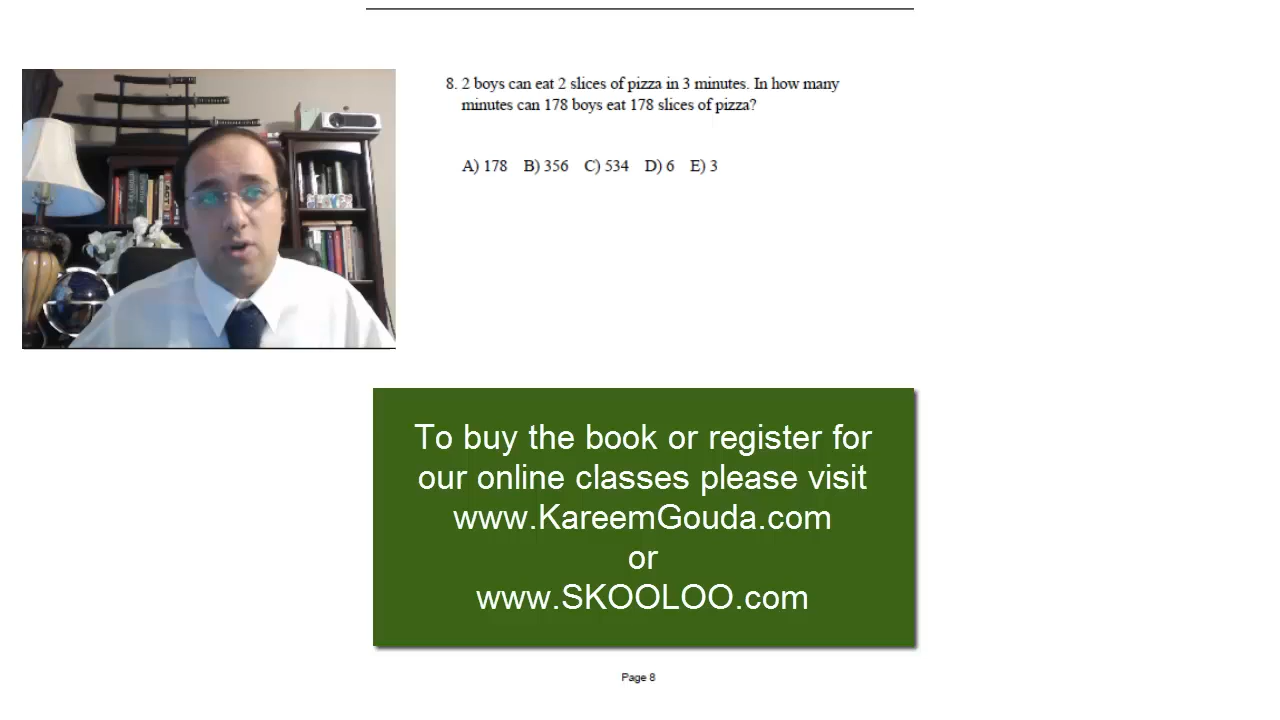 8. 2 boys can eat 2 slices of pizza in 3 minutes. In how many
minutes can 178 boys eat 178 slices of pizza?
A) 178 B) 356 C) 534 D) 6 E) 3
To buy the book or register for
our online classes please visit
www.KareemGouda.com
or
www.SKOOLOO.com
Page 8